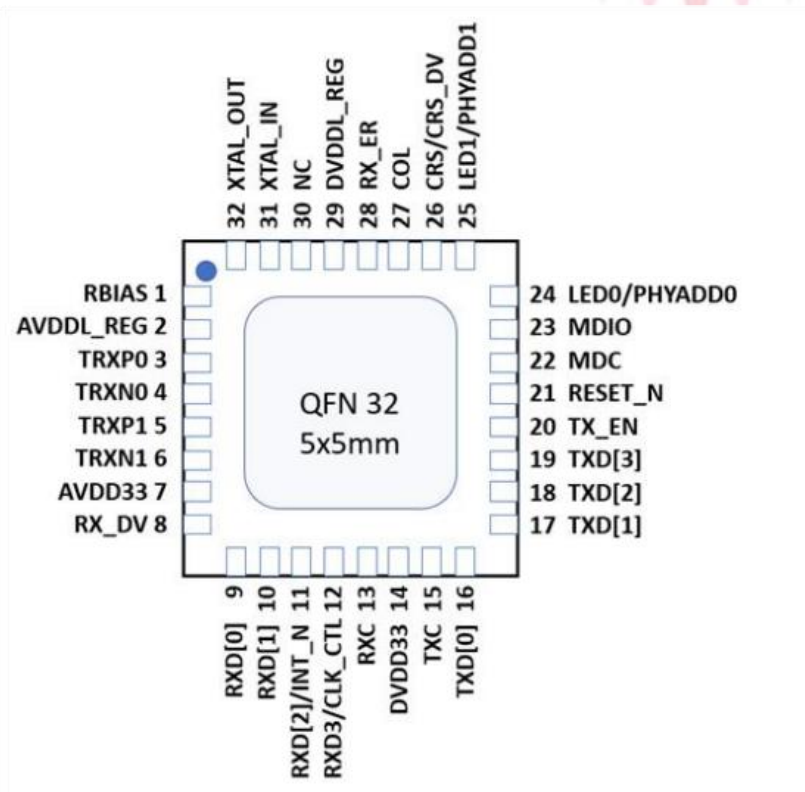 32 XTAL_OUT
31 XTAL_IN
30 NC
29 DVDDL_REG
28 RX_ER
27 COL
26 CRS/CRS_DV
25 LED1/PHYADD1
RBIAS 1
AVDDL_REG 2
TRXP0 3
TRXN0 4
TRXP1 5
TRXN1 6
AVDD33 7
RX_DV 8
QFN 32
5x5mm
24 LED0/PHYADD0
23 MDIO
22 MDC
21 RESET_N
20 TX_EN
19 TXD[3]
18 TXD[2]
17 TXD[1]
RXD[0] 9
RXD[1] 10
RXD[2]/INT_N 11
RXD3/CLK_CTL 12
RXC 13
DVDD33 14
TXC 15
TXD[0] 16